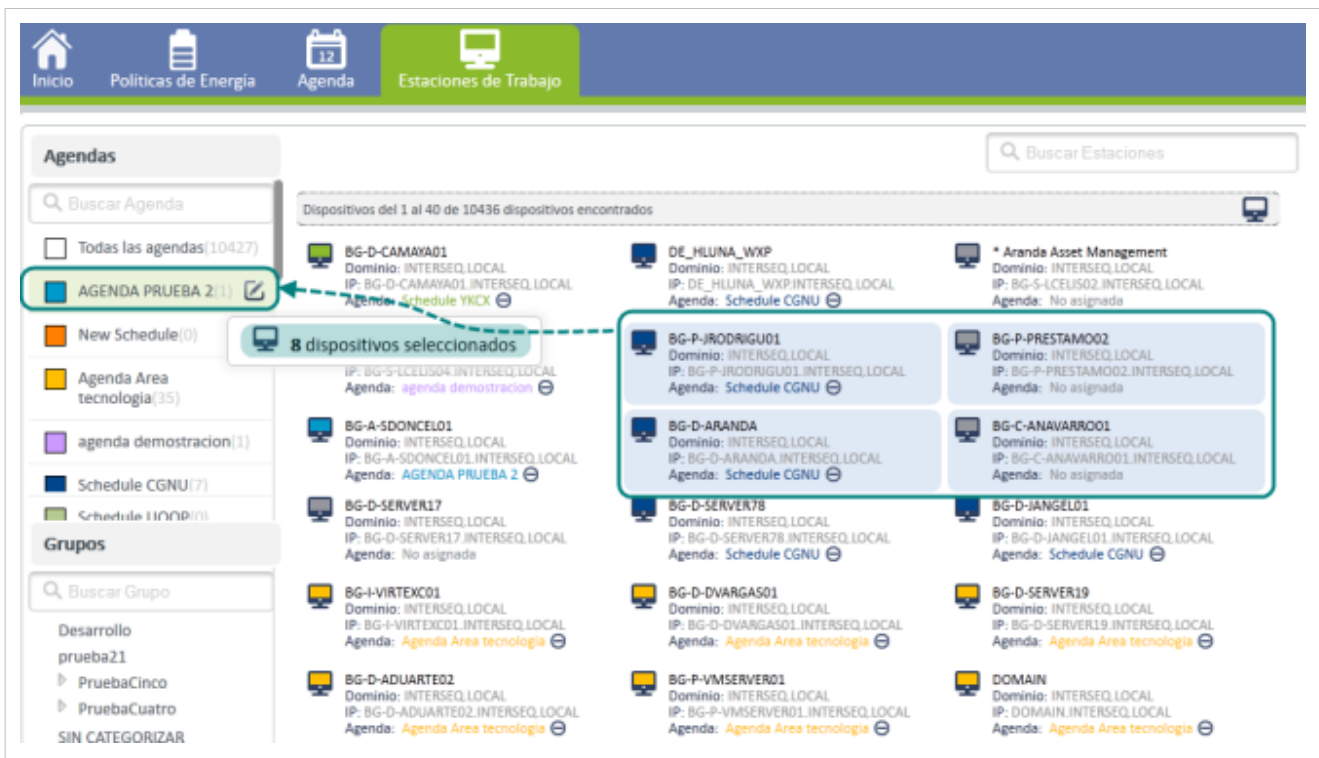 Inicio
Políticas de Energía
12
Agenda
Estaciones de Trabajo
Agendas
Buscar Agenda
Todas las agendas(10427)
AGENDA PRUEBA 2(1)
New Schedule(0)
Agenda Area
tecnologia(35)
agenda demostracion(1)
Schedule CGNU(7)
Schedule UOOP(0)
Grupos
Buscar Grupo
Desarrollo
prueba21
PruebaCinco
PruebaCuatro
SIN CATEGORIZAR
Buscar Estaciones
Dispositivos del 1 al 40 de 10436 dispositivos encontrados
BG-D-CAMAYA01
Dominio: INTERSEQ.LOCAL
IP: BG-D-CAMAYA01.INTERSEQ.LOCAL
Agenda: Schedule YKCX
DE_HLUNA_WXP
Dominio: INTERSEQ.LOCAL
IP: DE_HLUNA_WXP.INTERSEQ.LOCAL
Agenda: Schedule CGNU
* Aranda Asset Management
Dominio: INTERSEQ.LOCAL
IP: BG-S-LCELIS02.INTERSEQ.LOCAL
Agenda: No asignada
8 dispositivos seleccionados
IP: BG-S-LCELIS04.INTERSEQ.LOCAL
Agenda: agenda demostracion
BG-P-JRODRIGU01
Dominio: INTERSEQ.LOCAL
IP: BG-P-JRODRIGU01.INTERSEQ.LOCAL
Agenda: Schedule CGNU
BG-P-PRESTAMO02
Dominio: INTERSEQ.LOCAL
IP: BG-P-PRESTAMO02.INTERSEQ.LOCAL
Agenda: No asignada
BG-A-SDONCEL01
Dominio: INTERSEQ.LOCAL
IP: BG-A-SDONCEL01.INTERSEQ.LOCAL
Agenda: AGENDA PRUEBA 2
BG-D-ARANDA
Dominio: INTERSEQ.LOCAL
IP: BG-D-ARANDA.INTERSEQ.LOCAL
Agenda: Schedule CGNU
BG-C-ANAVARRO01
Dominio: INTERSEQ.LOCAL
IP: BG-C-ANAVARRO01.INTERSEQ.LOCAL
Agenda: No asignada
BG-D-SERVER17
Dominio: INTERSEQ.LOCAL
IP: BG-D-SERVER17.INTERSEQ.LOCAL
Agenda: No asignada
BG-D-SERVER78
Dominio: INTERSEQ.LOCAL
IP: BG-D-SERVER78.INTERSEQ.LOCAL
Agenda: Schedule CGNU
BG-D-JANGEL01
Dominio: INTERSEQ.LOCAL
IP: BG-D-JANGEL01.INTERSEQ.LOCAL
Agenda: Schedule CGNU
BG-I-VIRTEXC01
Dominio: INTERSEQ.LOCAL
IP: BG-I-VIRTEXC01.INTERSEQ.LOCAL
Agenda: Agenda Area tecnologia
BG-D-DVARGAS01
Dominio: INTERSEQ.LOCAL
IP: BG-D-DVARGAS01.INTERSEQ.LOCAL
Agenda: Agenda Area tecnologia
BG-D-SERVER19
Dominio: INTERSEQ.LOCAL
IP: BG-D-SERVER19.INTERSEQ.LOCAL
Agenda: Agenda Area tecnologia
BG-D-ADUARTE02
Dominio: INTERSEQ.LOCAL
IP: BG-D-ADUARTE02.INTERSEQ.LOCAL
Agenda: Agenda Area tecnologia
BG-P-VMSERVER01
Dominio: INTERSEQ.LOCAL
IP: BG-P-VMSERVER01.INTERSEQ.LOCAL
Agenda: Agenda Area tecnologia
DOMAIN
Dominio: INTERSEQ.LOCAL
IP: DOMAIN.INTERSEQ.LOCAL
Agenda: Agenda Area tecnologia